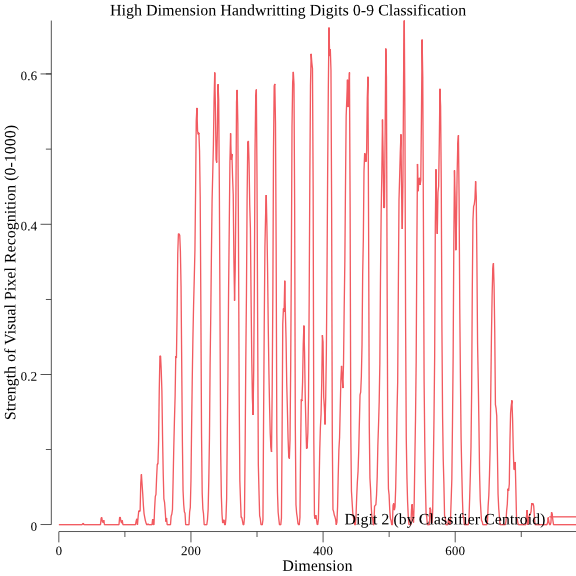 High Dimension Handwritting Digits 0-9 Classification
Strength of Visual Pixel Recognition (0-1000)
0.6
0.4
0.2
0
Digit 2 (by Classifier Centroid)
0 200 400 600
Dimension